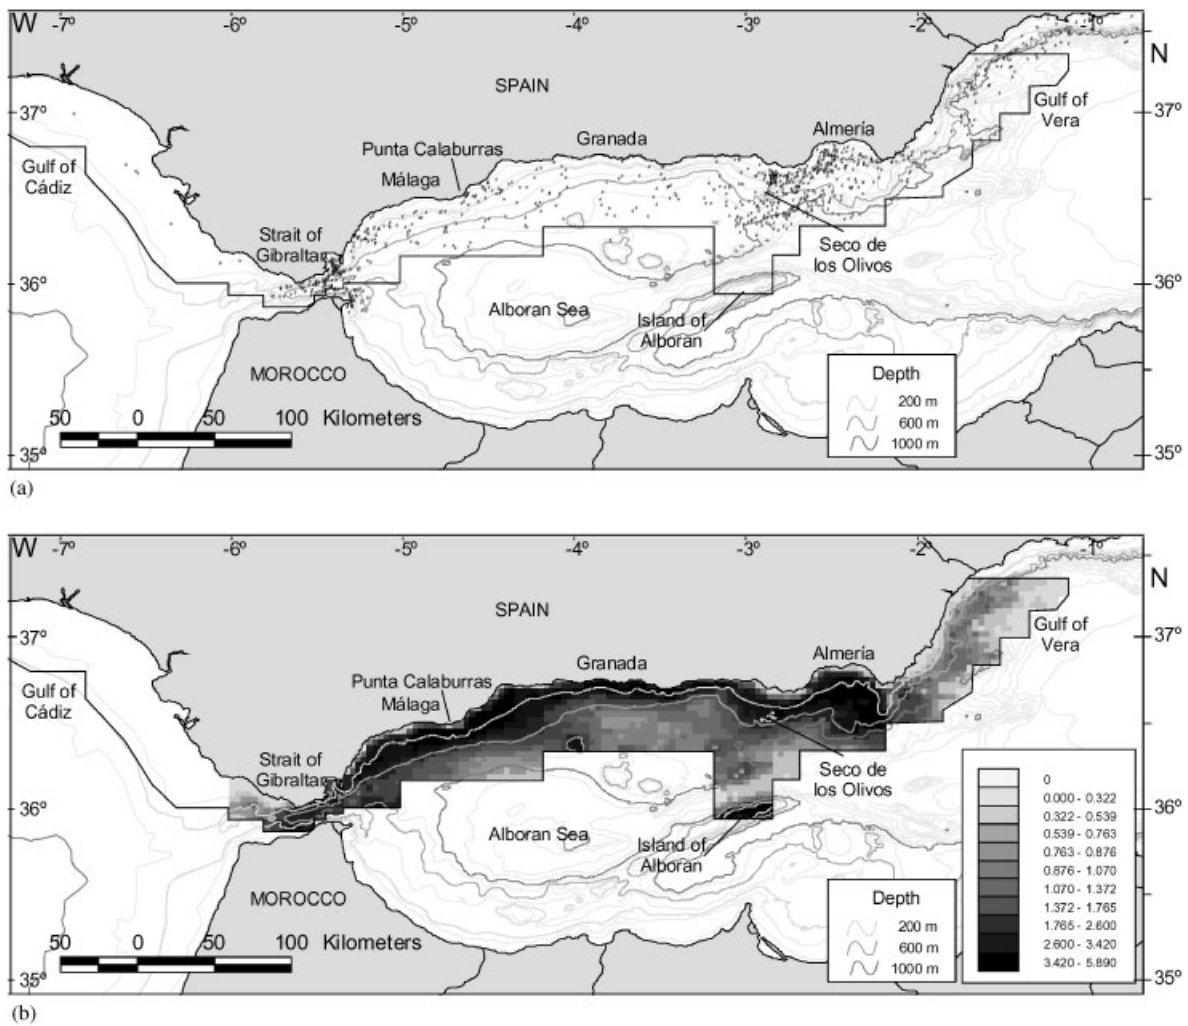 W -7º -6º -5º -4º -3º -2º -1º
N
SPAIN
37º 37º
Gulf of
Vera
Almería
Granada
Punta Calaburras
Málaga
Gulf of
Cádiz
Strait of
Gibraltar
Seco de
los Olivos
36º 36º
Alboran Sea
Island of
Alboran
MOROCCO
Depth
200 m
600 m
1000 m
50 0 50 100 Kilometers
35º 35º
(a)
W -7º -6º -5º -4º -3º -2º -1º
N
SPAIN
37º 37º
Gulf of
Vera
Almería
Granada
Punta Calaburras
Málaga
Gulf of
Cádiz
Strait of
Gibraltar
Seco de
los Olivos
36º 36º
Alboran Sea
Island of
Alboran
0
0.000 - 0.322
0.322 - 0.539
0.539 - 0.763
0.763 - 0.876
0.876 - 1.070
1.070 - 1.372
1.372 - 1.765
1.765 - 2.600
2.600 - 3.420
3.420 - 5.890
MOROCCO
Depth
200 m
600 m
1000 m
50 0 50 100 Kilometers
35º 35º
(b)